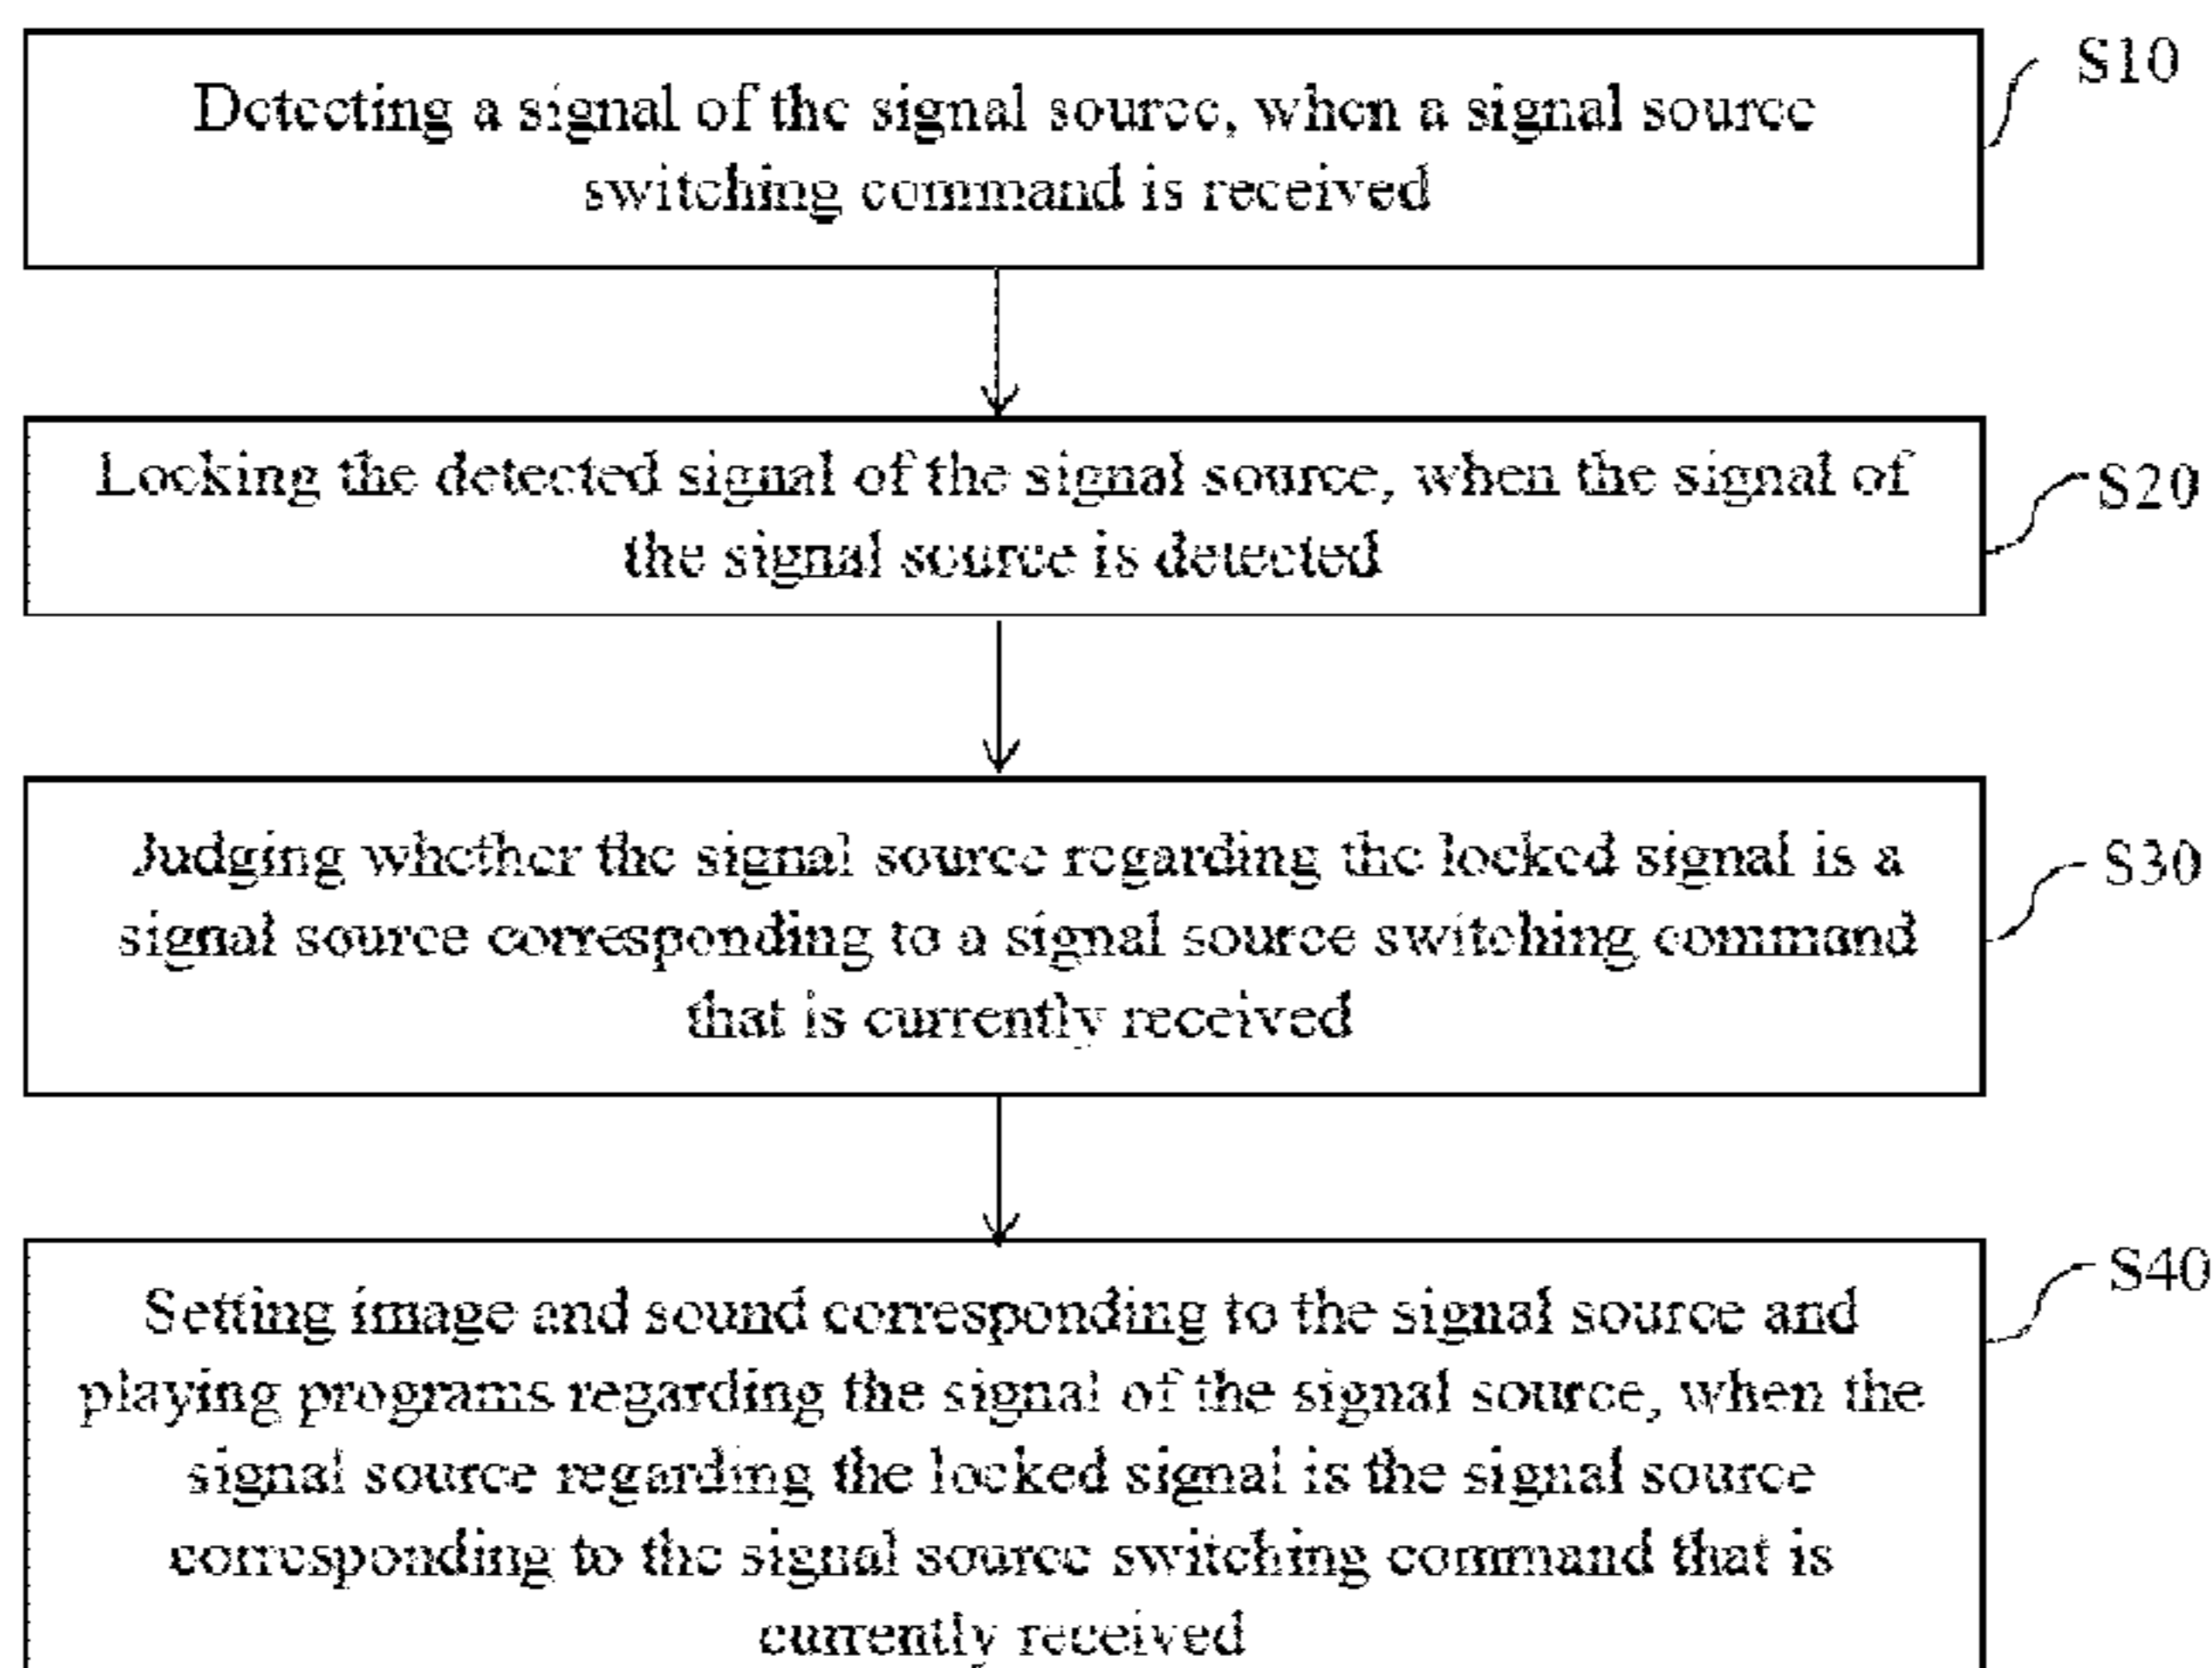 Detecting a signal of the signal source, when a signal source
switching command is received
S10
Locking the detected signal of the signal source, when the signal of
the signal source is detected
S20
Judging whether the signal source regarding the locked signal is a
signal source corresponding to a signal source switching command
that is currently received
S30
Setting image and sound corresponding to the signal source and
playing programs regarding the signal of the signal source, when the
signal source regarding the locked signal is the signal source
corresponding to the signal source switching command that is
currently received
S40